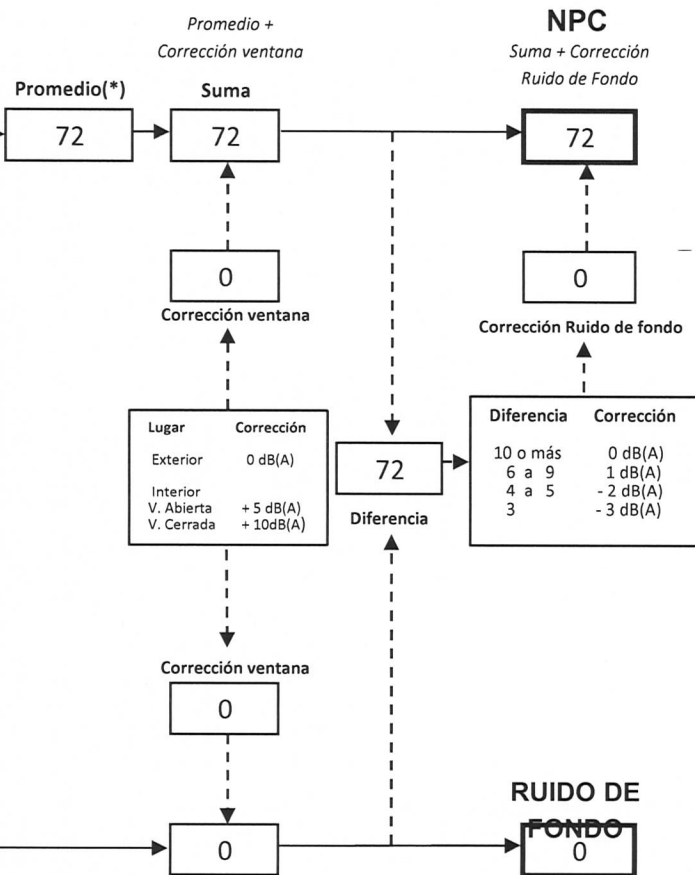 Promedio +
Corrección ventana
NPC
Suma + Corrección
Ruido de Fondo
Promedio(*)
Suma
72
72
72
0
0
Corrección ventana
Corrección Ruido de fondo
Lugar Corrección
Exterior 0 dB(A)
Interior
V. Abierta + 5 dB(A)
V. Cerrada + 10dB(A)
72
Diferencia
Diferencia Corrección
10 o más 0 dB(A)
6 a 9 1 dB(A)
4 a 5 - 2 dB(A)
3 - 3 dB(A)
Corrección ventana
0
RUIDO DE
FONDO
0
0